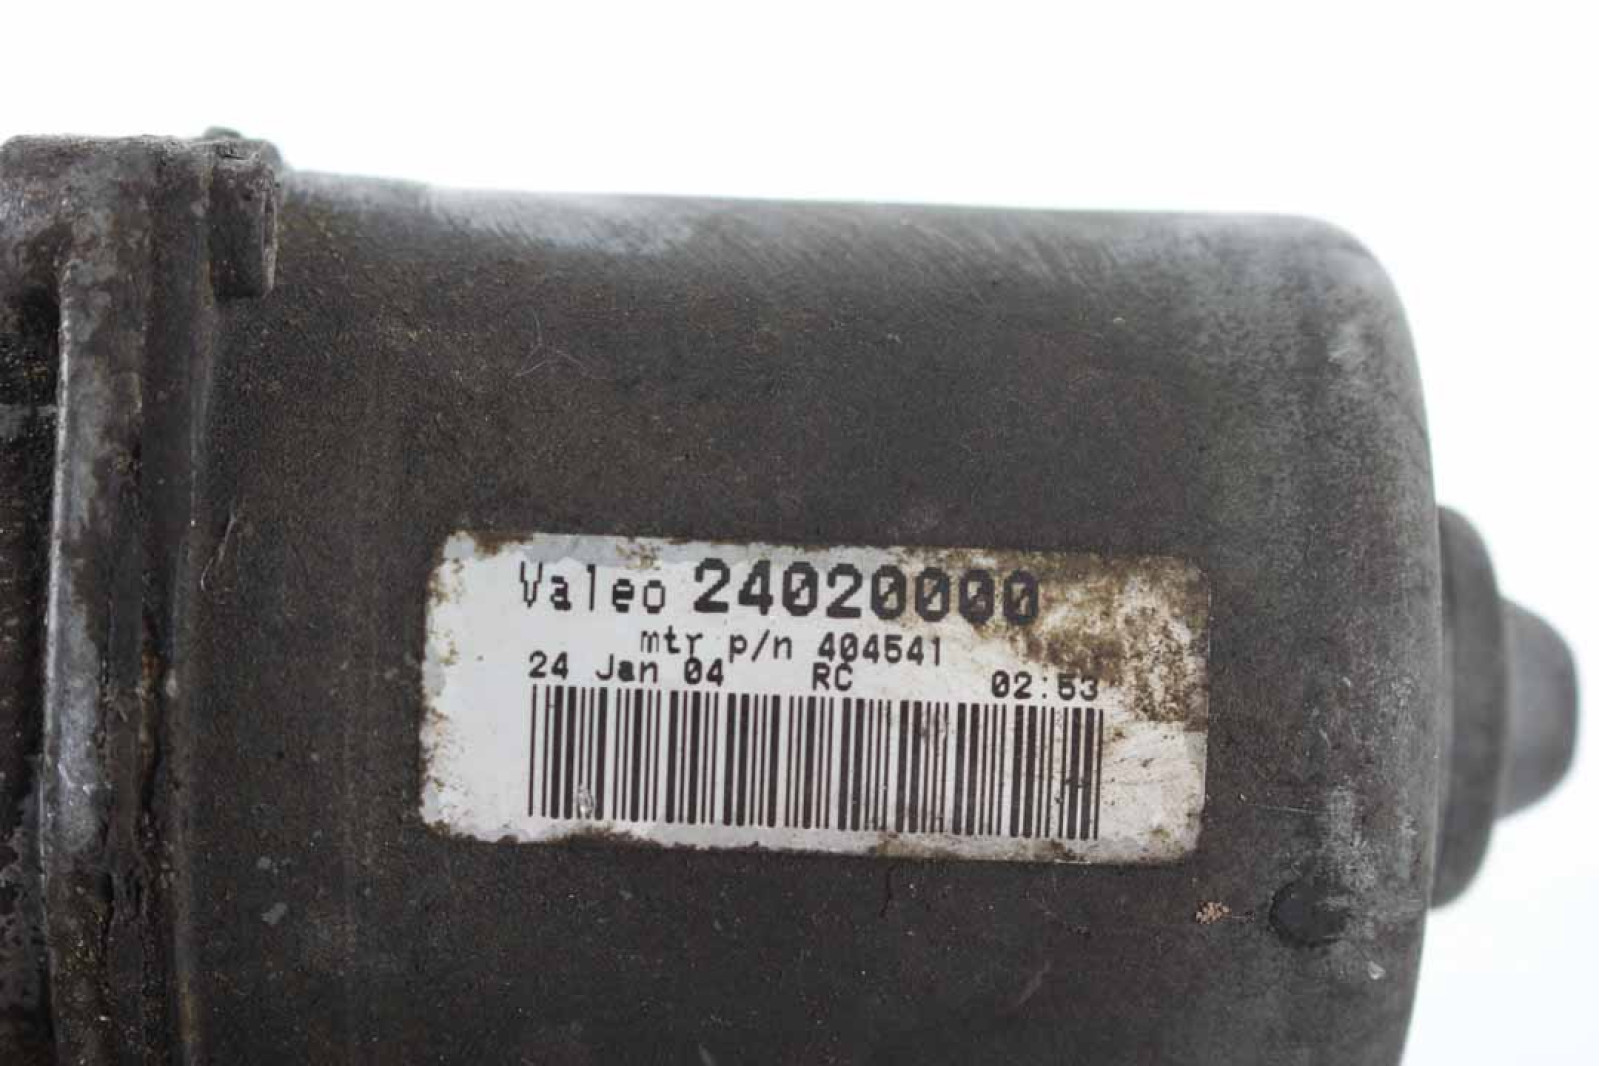 Valeo 24020000
mtr p/n 404541
24 Jan 04 RC 02:53